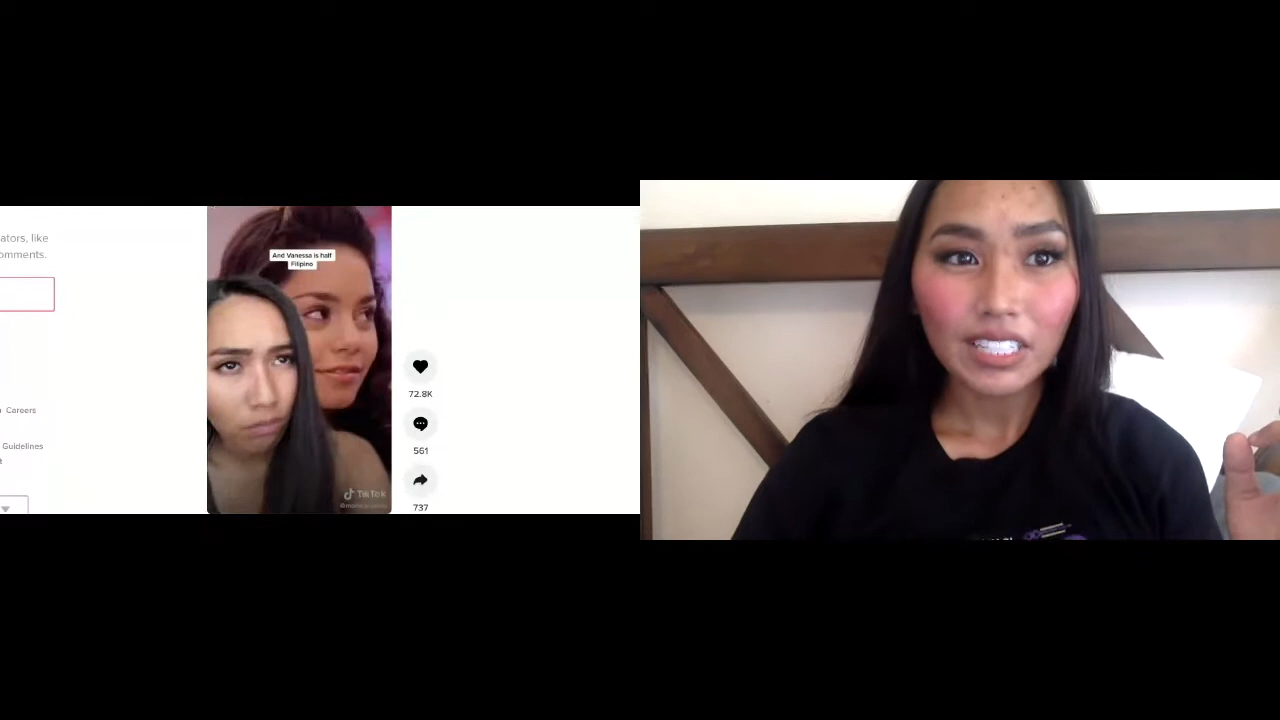 ators, like
omments.
And Vanessa is half
Filipino
72.8K
Careers
561
Guidelines
TikTok
737